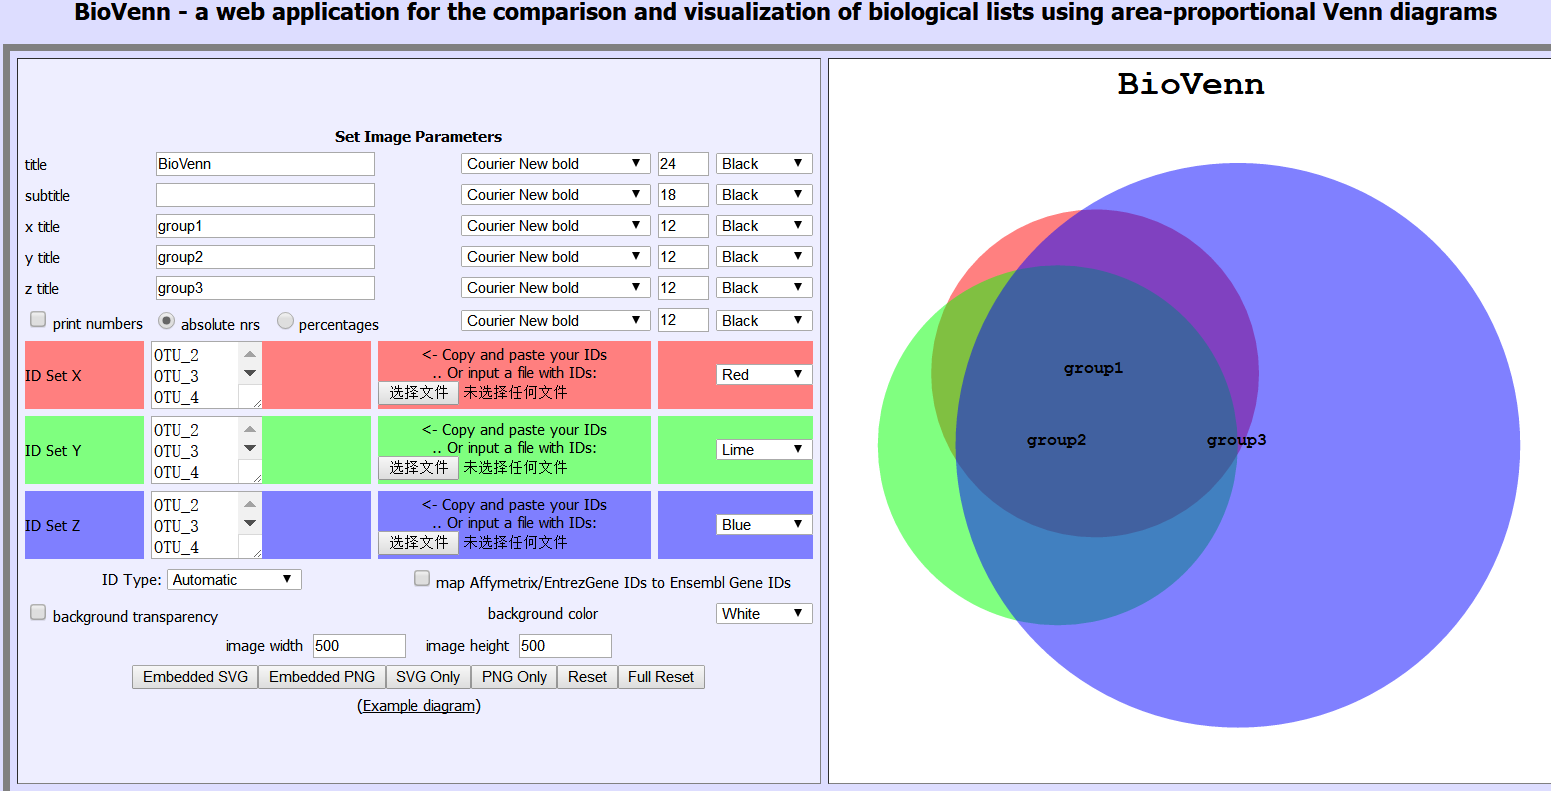 BioVenn - a web application for the comparison and visualization of biological lists using area-proportional Venn diagrams
Set Image Parameters
title BioVenn Courier New bold 24 Black
subtitle Courier New bold 18 Black
x title group1 Courier New bold 12 Black
y title group2 Courier New bold 12 Black
z title group3 Courier New bold 12 Black
print numbers absolute nrs percentages Courier New bold 12 Black
ID Set X
OTU_2
OTU_3
OTU_4
<- Copy and paste your IDs
.. Or input a file with IDs:
选择文件 未选择任何文件
Red
ID Set Y
OTU_2
OTU_3
OTU_4
<- Copy and paste your IDs
.. Or input a file with IDs:
选择文件 未选择任何文件
Lime
ID Set Z
OTU_2
OTU_3
OTU_4
<- Copy and paste your IDs
.. Or input a file with IDs:
选择文件 未选择任何文件
Blue
ID Type: Automatic map Affymetrix/EntrezGene IDs to Ensembl Gene IDs
background transparency background color White
image width 500 image height 500
Embedded SVG Embedded PNG SVG Only PNG Only Reset Full Reset
(Example diagram)
BioVenn
group1
group2 group3